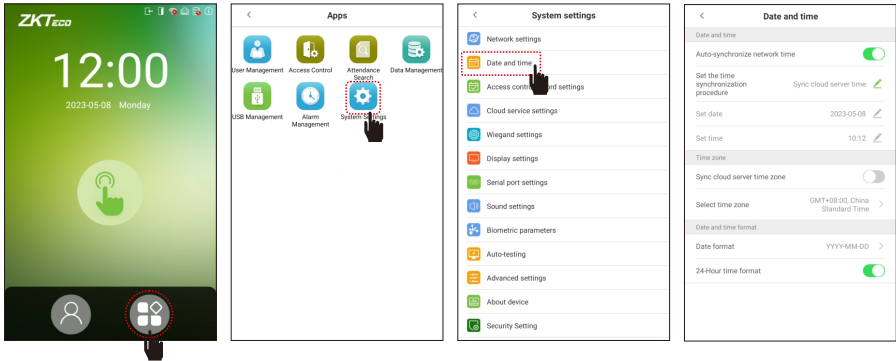 ZKTeco
12:00
2023-05-08 Monday
Apps
User Management
Access Control
Attendance
Search
Data Management
USB Management
Alarm
Management
System Settings
System settings
Network settings
Date and time
Access control settings
Cloud service settings
Wiegand settings
Display settings
Serial port settings
Sound settings
Biometric parameters
Auto-testing
Advanced settings
About device
Security Setting
Date and time
Date and time
Auto-synchronize network time
Set the time
synchronization
procedure
Sync cloud server time
Set date 2023-05-08
Set time 10:12
Time zone
Sync cloud server time zone
Select time zone
GMT+08:00, China
Standard Time
Date and time format
Date format YYYY-MM-DD
24-Hour time format